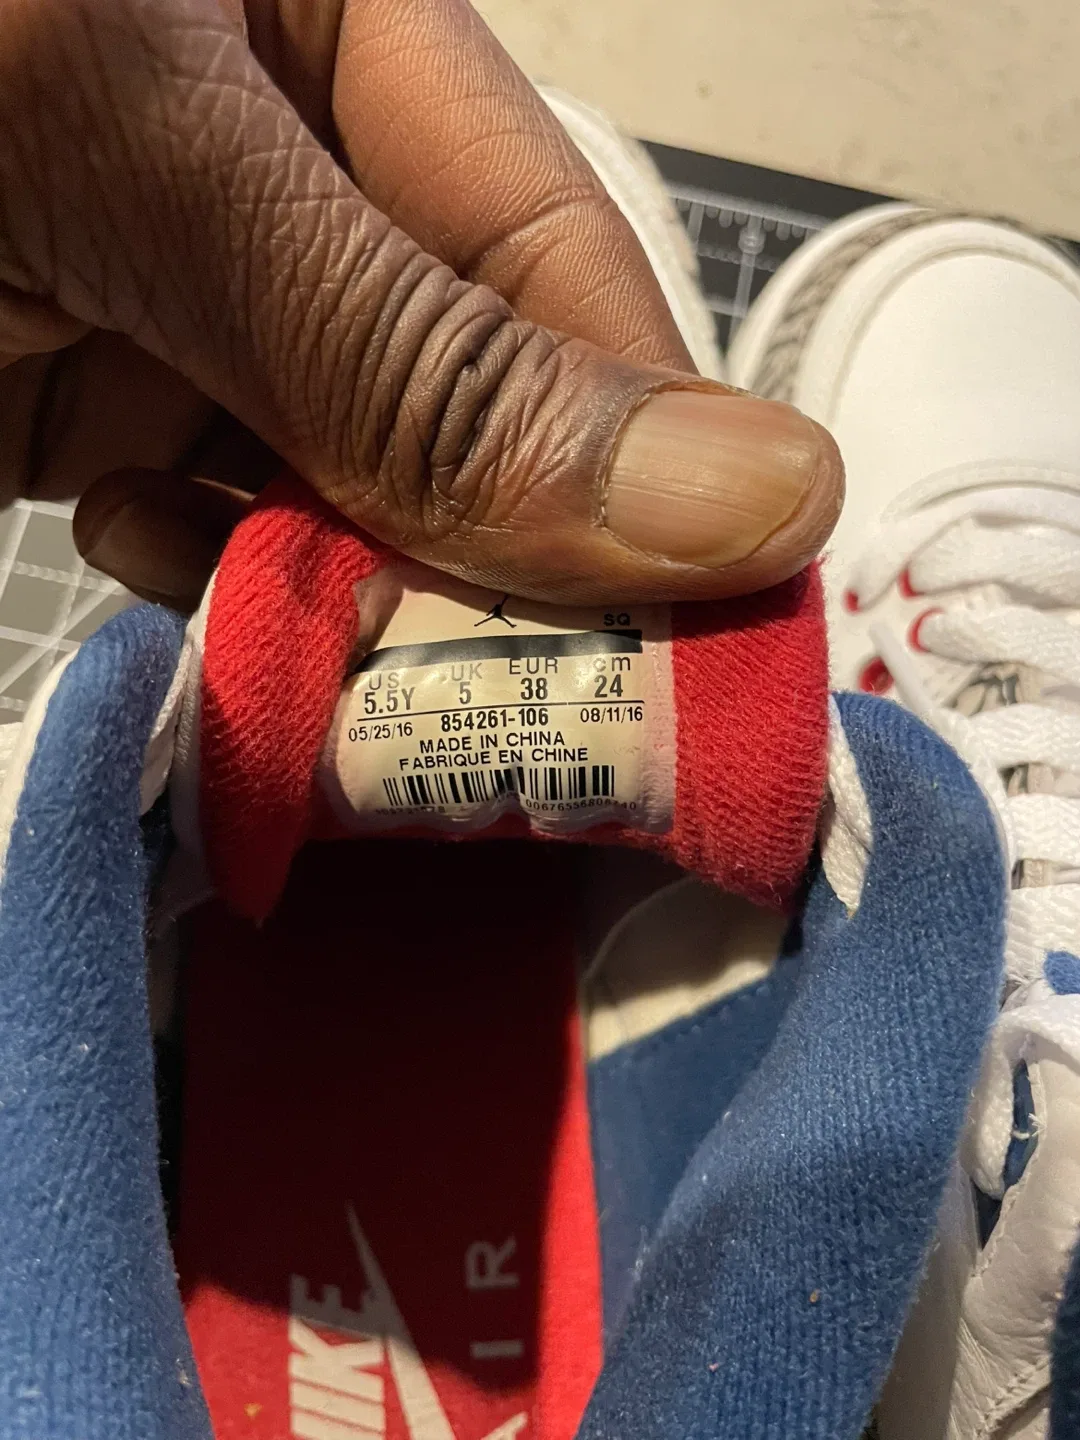 SQ
US UK EUR cm
5.5Y 5 38 24
05/25/16 854261-106 08/11/16
MADE IN CHINA
FABRIQUE EN CHINE
NIKE
AIR